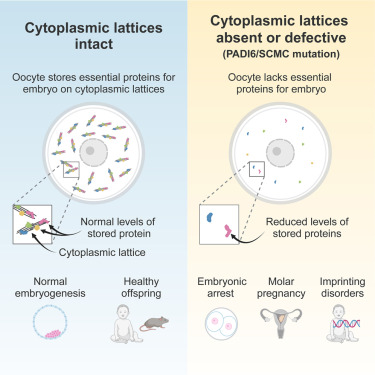 Cytoplasmic lattices
intact
Oocyte stores essential proteins for
embryo on cytoplasmic lattices
Normal levels of
stored protein
Cytoplasmic lattice
Normal
embryogenesis
Healthy
offspring
Cytoplasmic lattices
absent or defective
(PADI6/SCMC mutation)
Oocyte lacks essential
proteins for embryo
Reduced levels of
stored proteins
Embryonic
arrest
Molar
pregnancy
Imprinting
disorders